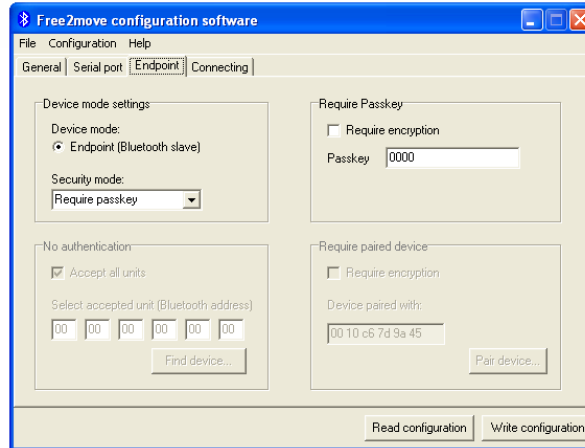 Free2move configuration software
File Configuration Help
General Serial port Endpoint Connecting
Device mode settings
Device mode:
Endpoint (Bluetooth slave)
Security mode:
Require passkey
Require Passkey
Require encryption
Passkey 0000
No authentication
Accept all units
Select accepted unit (Bluetooth address)
00 00 00 00 00 00
Find device...
Require paired device
Require encryption
Device paired with:
00 10 c6 7d 9a 45
Pair device...
Read configuration Write configuration